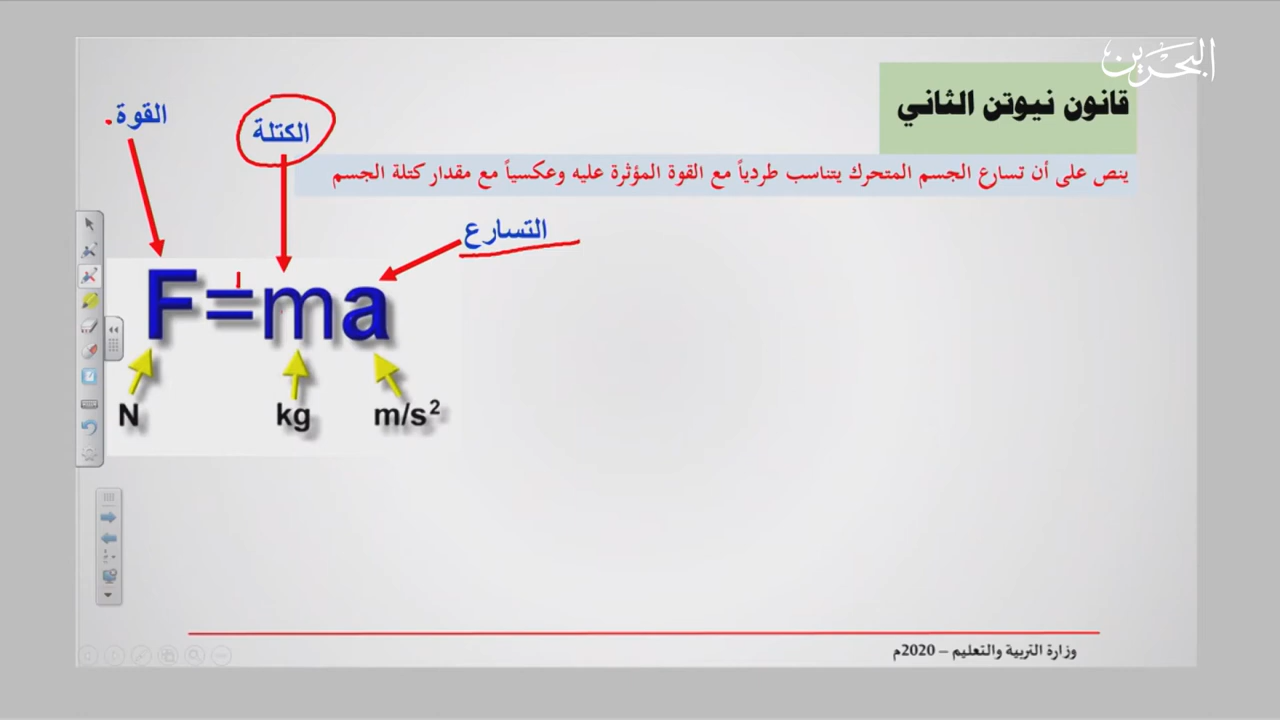 البحرين
قانون نيوتن الثاني
ينص على أن تسارع الجسم المتحرك يتناسب طردياً مع القوة المؤثرة عليه وعكسياً مع مقدار كتلة الجسم
القوة
الكتلة
التسارع
F=ma
N kg m/s²
وزارة التربية والتعليم – 2020م